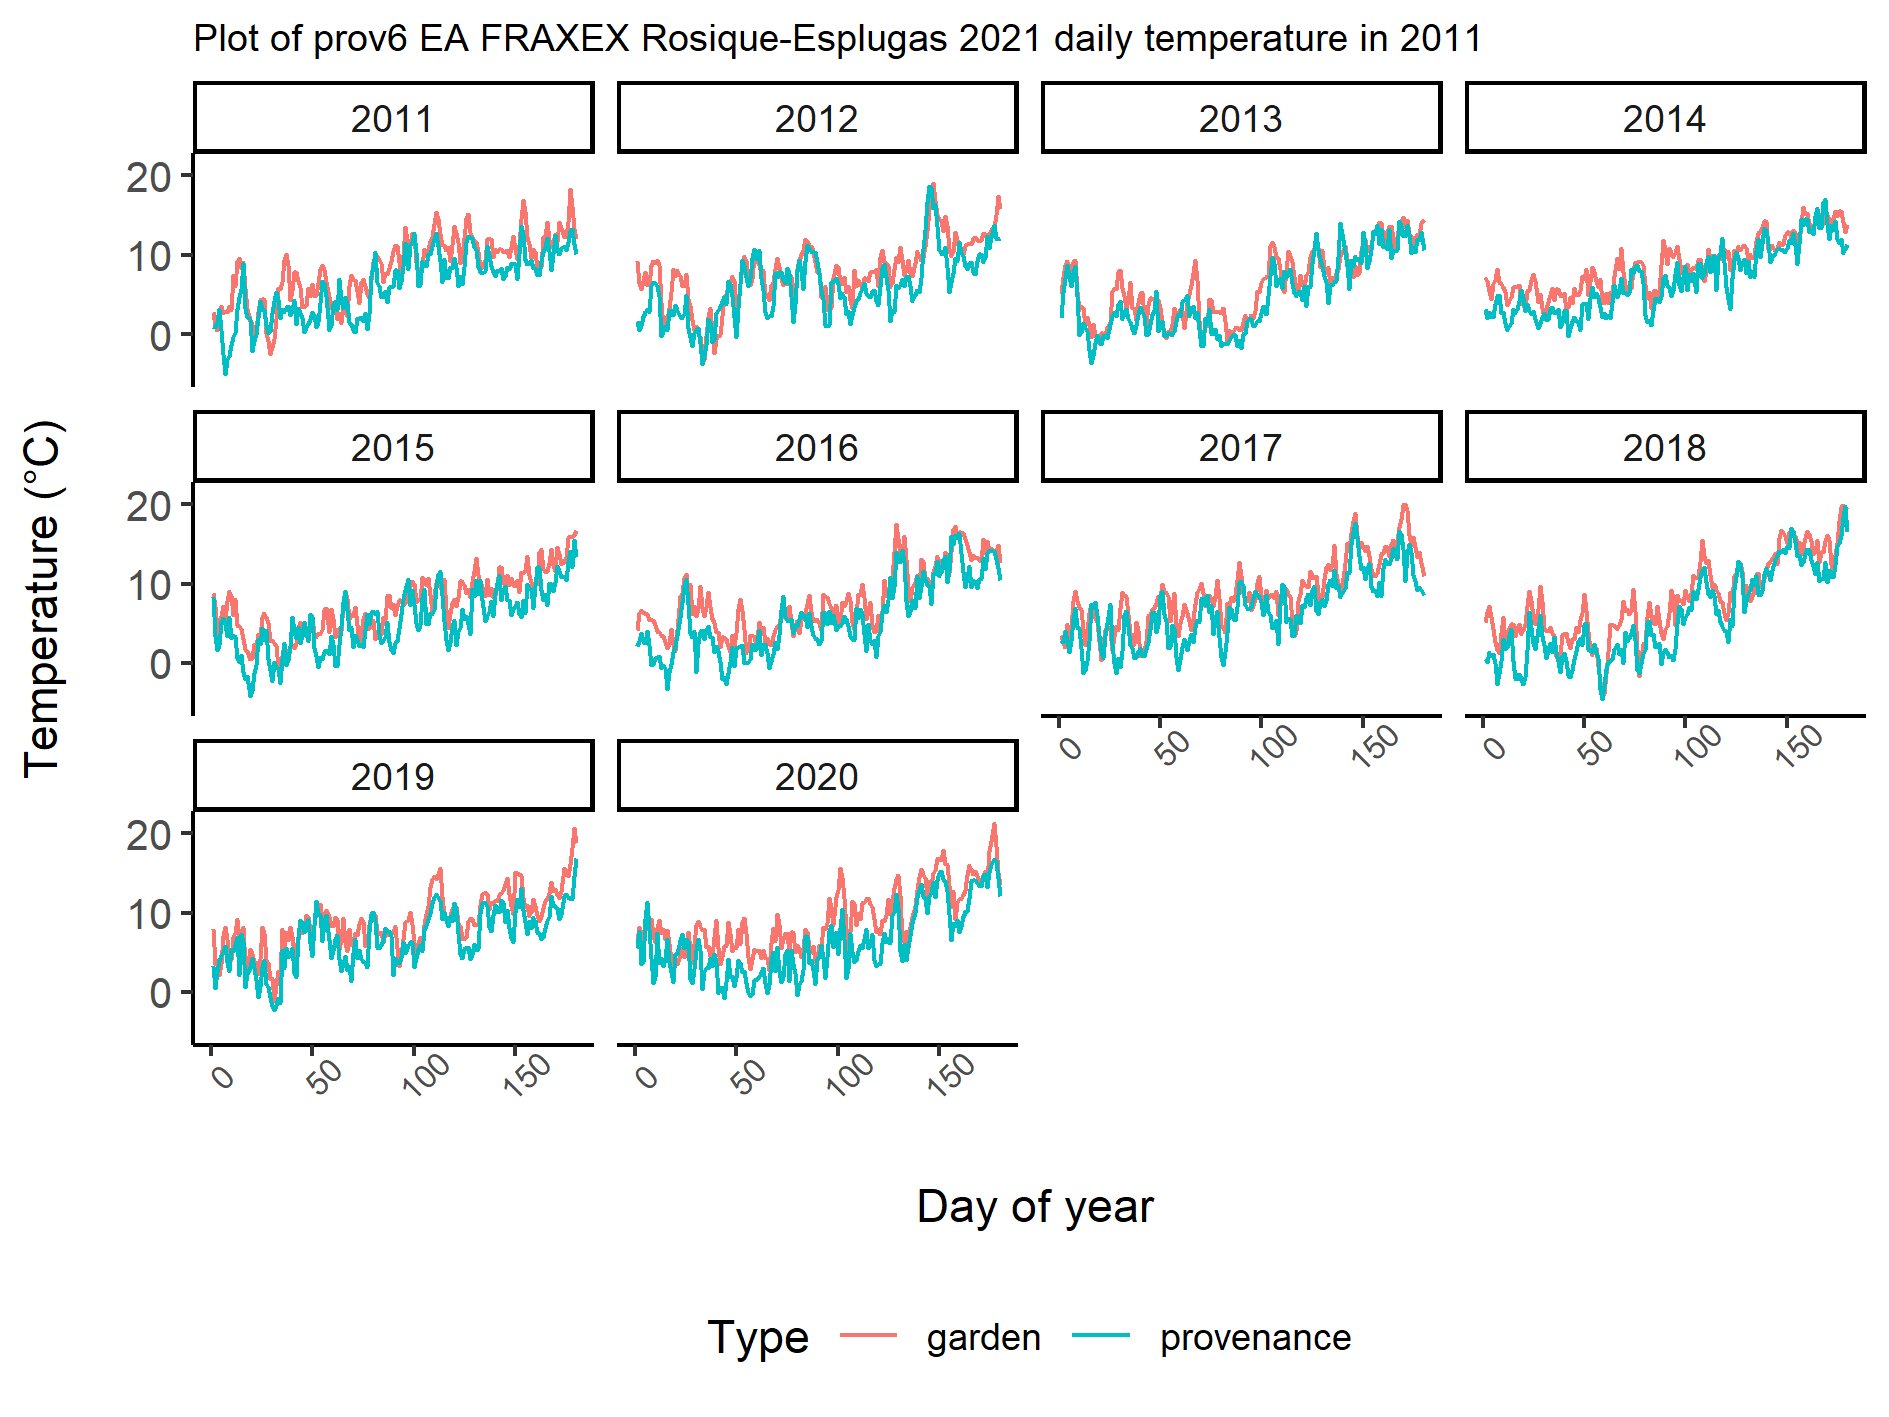 Plot of prov6 EA FRAXEX Rosique-Esplugas 2021 daily temperature in 2011
2011 2012 2013 2014
20
10
0
2015 2016 2017 2018
20
10
0
0 50 100 150 0 50 100 150
2019 2020
20
10
0
0 50 100 150 0 50 100 150
Temperature (°C)
Day of year
Type garden provenance